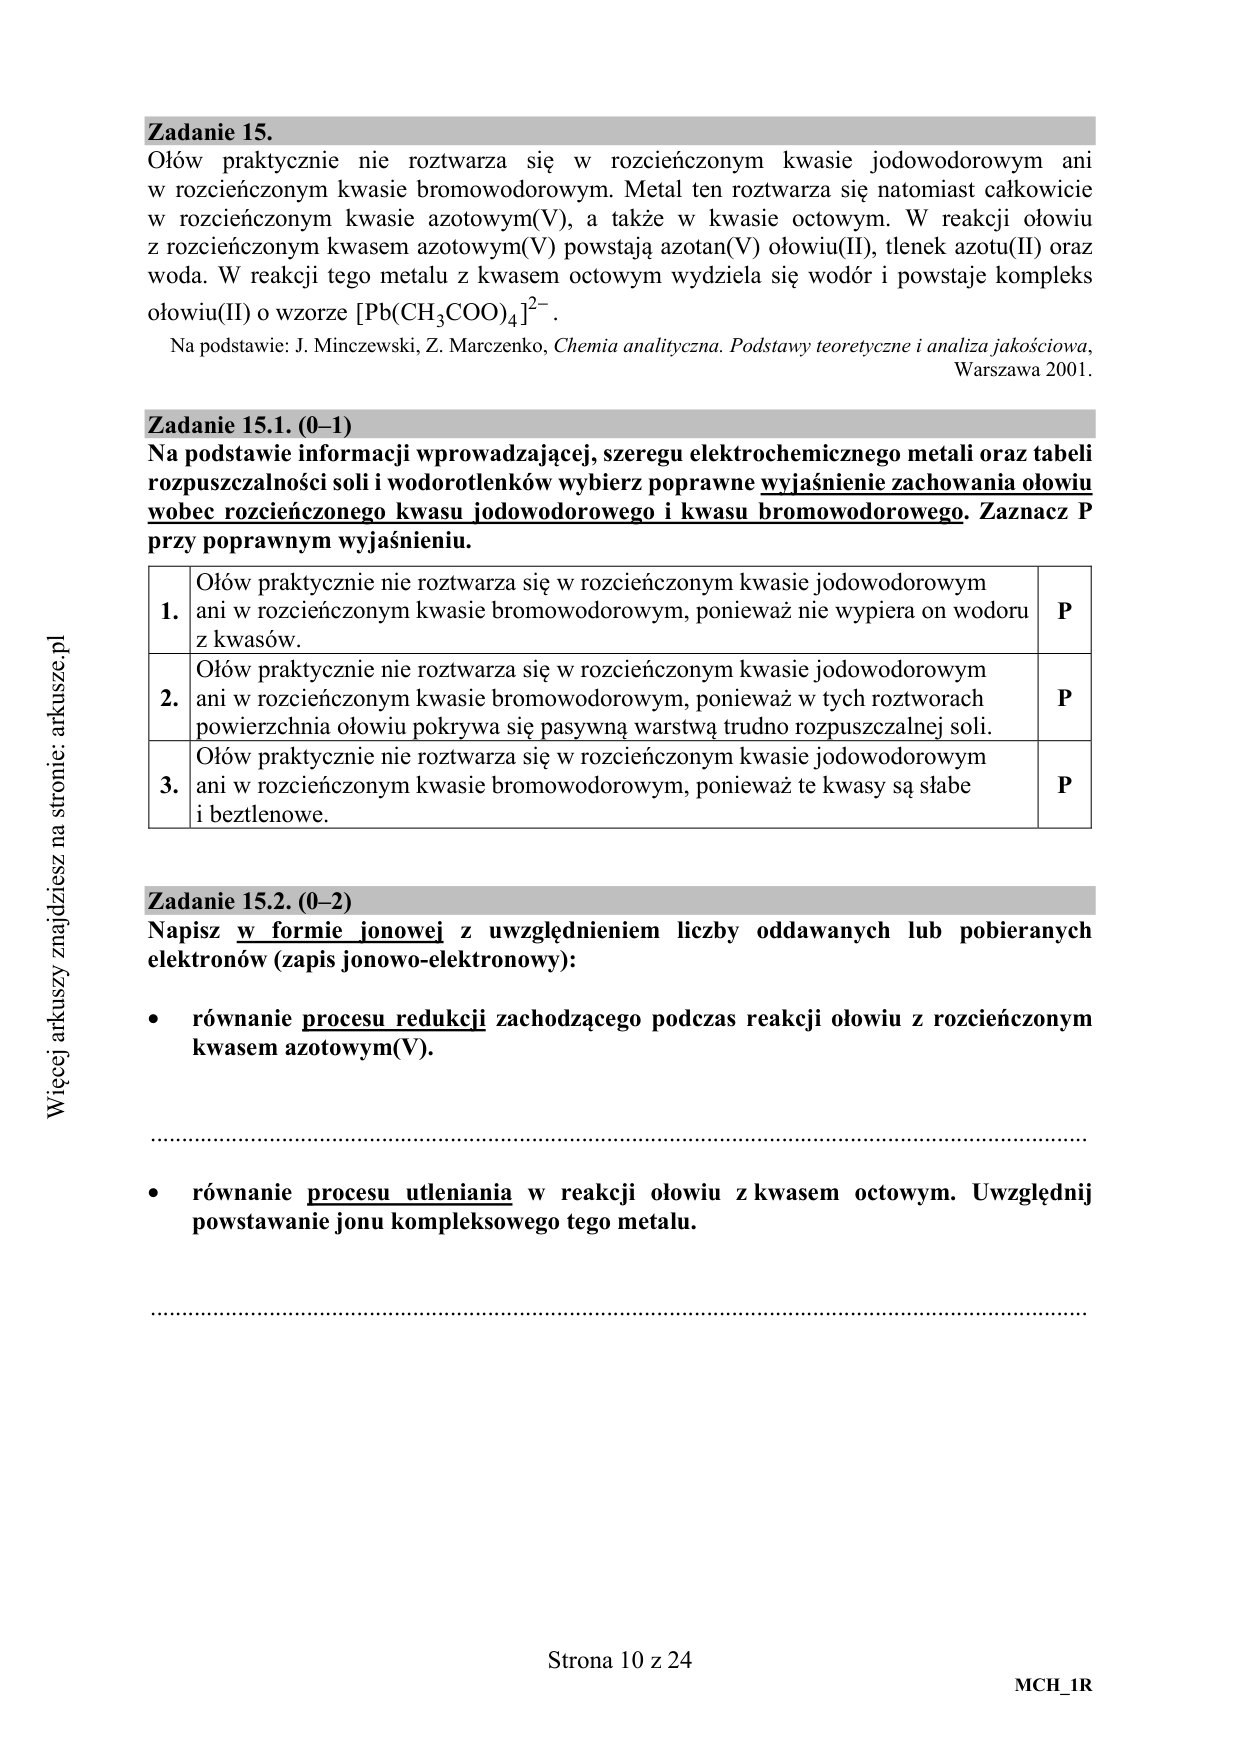 Zadanie 15.
Ołów praktycznie nie roztwarza się w rozcieńczonym kwasie jodowodorowym ani
w rozcieńczonym kwasie bromowodorowym. Metal ten roztwarza się natomiast całkowicie
w rozcieńczonym kwasie azotowym(V), a także w kwasie octowym. W reakcji ołowiu
z rozcieńczonym kwasem azotowym(V) powstają azotan(V) ołowiu(II), tlenek azotu(II) oraz
woda. W reakcji tego metalu z kwasem octowym wydziela się wodór i powstaje kompleks
ołowiu(II) o wzorze [Pb(CH₃COO)₄]²⁻.
Na podstawie: J. Minczewski, Z. Marczenko, Chemia analityczna. Podstawy teoretyczne i analiza jakościowa,
Warszawa 2001.
Zadanie 15.1. (0–1)
Na podstawie informacji wprowadzającej, szeregu elektrochemicznego metali oraz tabeli
rozpuszczalności soli i wodorotlenków wybierz poprawne wyjaśnienie zachowania ołowiu
wobec rozcieńczonego kwasu jodowodorowego i kwasu bromowodorowego. Zaznacz P
przy poprawnym wyjaśnieniu.
Ołów praktycznie nie roztwarza się w rozcieńczonym kwasie jodowodorowym
1. ani w rozcieńczonym kwasie bromowodorowym, ponieważ nie wypiera on wodoru P
z kwasów.
Ołów praktycznie nie roztwarza się w rozcieńczonym kwasie jodowodorowym
2. ani w rozcieńczonym kwasie bromowodorowym, ponieważ w tych roztworach P
powierzchnia ołowiu pokrywa się pasywną warstwą trudno rozpuszczalnej soli.
Ołów praktycznie nie roztwarza się w rozcieńczonym kwasie jodowodorowym
3. ani w rozcieńczonym kwasie bromowodorowym, ponieważ te kwasy są słabe P
i beztlenowe.
Zadanie 15.2. (0–2)
Napisz w formie jonowej z uwzględnieniem liczby oddawanych lub pobieranych
elektronów (zapis jonowo-elektronowy):
• równanie procesu redukcji zachodzącego podczas reakcji ołowiu z rozcieńczonym
kwasem azotowym(V).
• równanie procesu utleniania w reakcji ołowiu z kwasem octowym. Uwzględnij
powstawanie jonu kompleksowego tego metalu.
Strona 10 z 24
MCH_1R
Więcej arkuszy znajdziesz na stronie: arkusze.pl